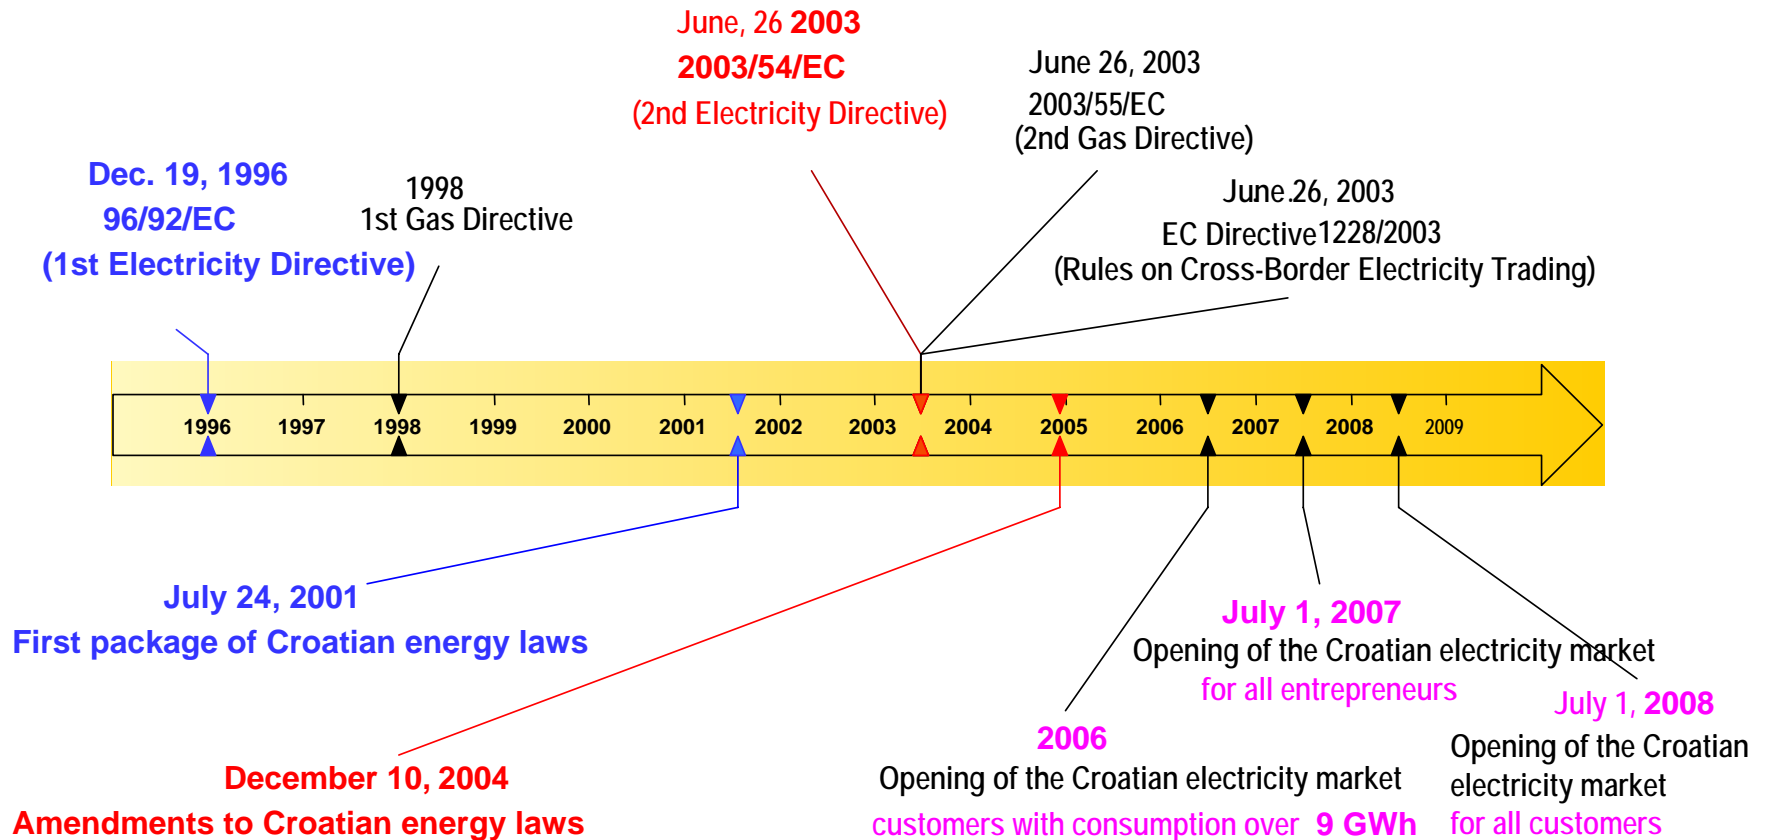 June, 26 2003
2003/54/EC
(2nd Electricity Directive)
June 26, 2003
2003/55/EC
(2nd Gas Directive)
Dec. 19, 1996
96/92/EC
(1st Electricity Directive)
1998
1st Gas Directive
June.26, 2003
EC Directive 1228/2003
(Rules on Cross-Border Electricity Trading)
1996 1997 1998 1999 2000 2001 2002 2003 2004 2005 2006 2007 2008 2009
July 24, 2001
First package of Croatian energy laws
July 1, 2007
Opening of the Croatian electricity market
for all entrepreneurs
July 1, 2008
Opening of the Croatian
electricity market
for all customers
2006
Opening of the Croatian electricity market
customers with consumption over 9 GWh
December 10, 2004
Amendments to Croatian energy laws